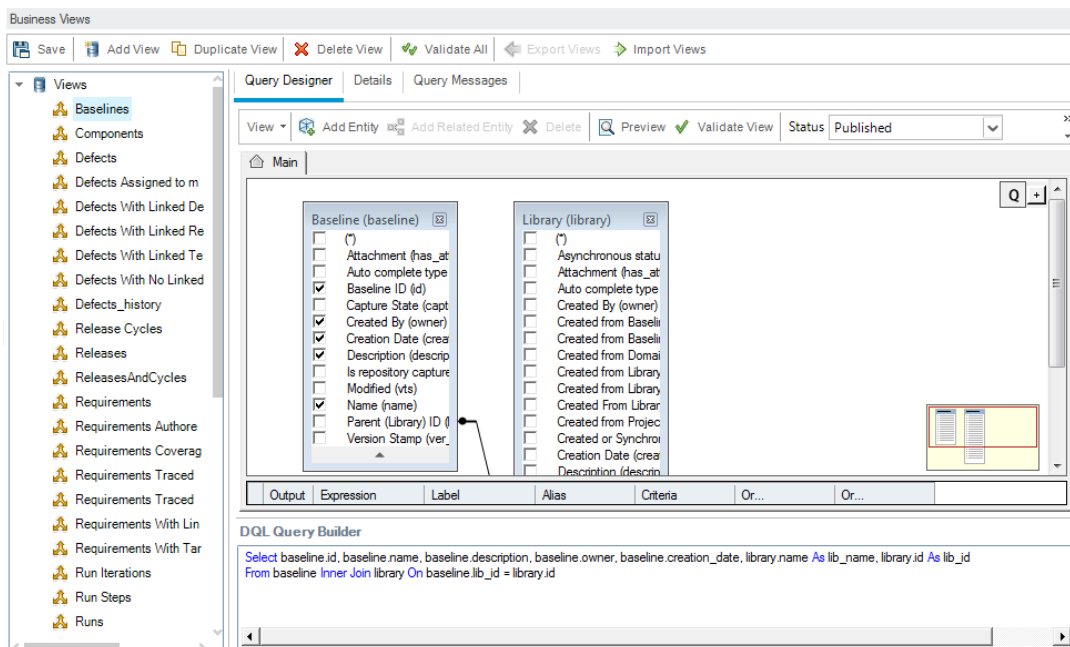 Business Views
Save Add View Duplicate View Delete View Validate All Export Views Import Views
Views
Baselines
Components
Defects
Defects Assigned to m
Defects With Linked De
Defects With Linked Re
Defects With Linked Te
Defects With No Linked
Defects_history
Release Cycles
Releases
ReleasesAndCycles
Requirements
Requirements Authore
Requirements Coverag
Requirements Traced
Requirements Traced
Requirements With Lin
Requirements With Tar
Run Iterations
Run Steps
Runs
Query Designer Details Query Messages
View Add Entity Add Related Entity Delete Preview Validate View Status Published
Main
Q +
Baseline (baseline)
(*)
Attachment (has_at
Auto complete type
Baseline ID (id)
Capture State (capt
Created By (owner)
Creation Date (crea
Description (descrip
Is repository capture
Modified (vts)
Name (name)
Parent (Library) ID (
Version Stamp (ver_
Library (library)
(*)
Asynchronous statu
Attachment (has_at
Auto complete type
Created By (owner)
Created from Baseli
Created from Baseli
Created from Domai
Created from Library
Created from Library
Created From Librar
Created from Projec
Created or Synchro
Creation Date (crea
Description (descrip
Output Expression Label Alias Criteria Or... Or...
DQL Query Builder
Select baseline.id, baseline.name, baseline.description, baseline.owner, baseline.creation_date, library.name As lib_name, library.id As lib_id
From baseline Inner Join library On baseline.lib_id = library.id